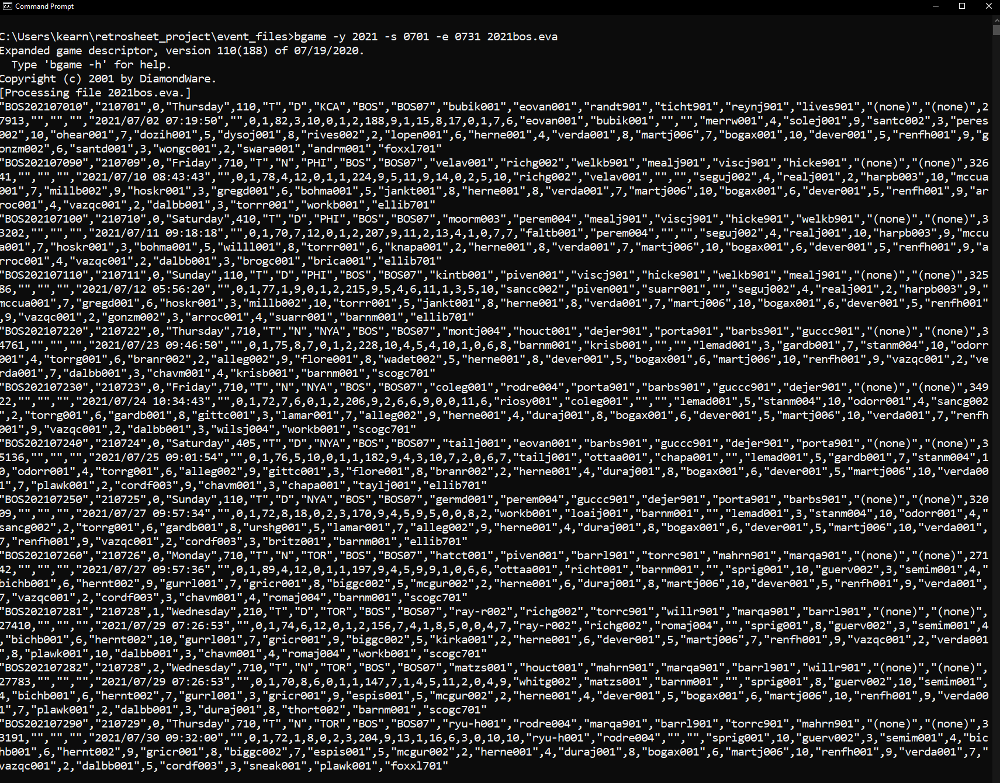 Command Prompt
C:\Users\kearn\retrosheet_project\event_files>bgame -y 2021 -s 0701 -e 0731 2021bos.eva
Expanded game descriptor, version 110(188) of 07/19/2020.
  Type 'bgame -h' for help.
Copyright (c) 2001 by DiamondWare.
[Processing file 2021bos.eva.]
"BOS202107010","210701",0,"Thursday",110,"T","D","KCA","BOS","BOS07","bubik001","eovan001","randt901","ticht901","reynj901","lives901","(none)","(none)",2
7913,"","","","2021/07/02 07:19:50","",0,1,82,3,10,0,1,2,188,9,1,15,8,17,0,1,7,6,"eovan001","bubik001","","","merrw001",4,"solej001",9,"santc002",3,"peres
002",10,"ohear001",7,"dozih001",5,"dysoj001",8,"rives002",2,"lopen001",6,"herne001",4,"verda001",8,"martj006",7,"bogax001",10,"dever001",5,"renfh001",9,"g
onzm002",6,"santd001",3,"wongc001",2,"swara001","andrm001","foxxl701"
"BOS202107090","210709",0,"Friday",710,"T","N","PHI","BOS","BOS07","velav001","richg002","welkb901","mealj901","viscj901","hicke901","(none)","(none)",326
41,"","","","2021/07/10 08:43:43","",0,1,78,4,12,0,1,1,224,9,5,11,9,14,0,2,5,10,"richg002","velav001","","","seguj002",4,"realj001",2,"harpb003",10,"mccua
001",7,"millb002",9,"hoskr001",3,"gregd001",6,"bohma001",5,"jankt001",8,"herne001",8,"verda001",7,"martj006",10,"bogax001",6,"dever001",5,"renfh001",9,"ar
roc001",4,"vazqc001",2,"dalbb001",3,"torrr001","workb001","ellib701"
"BOS202107100","210710",0,"Saturday",410,"T","D","PHI","BOS","BOS07","moorm003","perem004","mealj901","viscj901","hicke901","welkb901","(none)","(none)",3
3202,"","","","2021/07/11 09:18:18","",0,1,70,7,12,0,1,2,207,9,11,2,13,4,1,0,7,7,"faltb001","perem004","","","seguj002",4,"realj001",10,"harpb003",9,"mccu
a001",7,"hoskr001",3,"bohma001",5,"willl001",8,"torrr001",6,"knapa001",2,"herne001",8,"verda001",7,"martj006",10,"bogax001",6,"dever001",5,"renfh001",9,"a
rroc001",4,"vazqc001",2,"dalbb001",3,"brogc001","brica001","ellib701"
"BOS202107110","210711",0,"Sunday",110,"T","D","PHI","BOS","BOS07","kintb001","piven001","viscj901","hicke901","welkb901","mealj901","(none)","(none)",325
86,"","","","2021/07/12 05:56:20","",0,1,77,1,9,0,1,2,215,9,5,4,6,11,1,3,5,10,"sancc002","piven001","suarr001","","seguj002",4,"realj001",2,"harpb003",9,"
mccua001",7,"gregd001",6,"hoskr001",3,"millb002",10,"torrr001",5,"jankt001",8,"herne001",8,"verda001",7,"martj006",10,"bogax001",6,"dever001",5,"renfh001"
,9,"vazqc001",2,"gonzm002",3,"arroc001",4,"suarr001","barnm001","ellib701"
"BOS202107220","210722",0,"Thursday",710,"T","N","NYA","BOS","BOS07","montj004","houct001","dejer901","porta901","barbs901","guccc901","(none)","(none)",3
4761,"","","","2021/07/23 09:46:50","",0,1,75,8,7,0,1,2,228,10,4,5,4,10,1,0,6,8,"barnm001","krisb001","","","lemad001",3,"gardb001",7,"stanm004",10,"odorr
001",4,"torrg001",6,"branr002",2,"alleg002",9,"flore001",8,"wadet002",5,"herne001",8,"dever001",5,"bogax001",6,"martj006",10,"renfh001",9,"vazqc001",2,"ve
rda001",7,"dalbb001",3,"chavm001",4,"krisb001","barnm001","scogc701"
"BOS202107230","210723",0,"Friday",710,"T","N","NYA","BOS","BOS07","coleg001","rodre004","porta901","barbs901","guccc901","dejer901","(none)","(none)",349
22,"","","","2021/07/24 10:34:43","",0,1,72,7,6,0,1,2,206,9,2,6,6,9,0,0,11,6,"riosy001","coleg001","","","lemad001",5,"stanm004",10,"odorr001",4,"sancg002
",2,"torrg001",6,"gardb001",8,"gittc001",3,"lamar001",7,"alleg002",9,"herne001",4,"duraj001",8,"bogax001",6,"dever001",5,"martj006",10,"verda001",7,"renfh
001",9,"vazqc001",2,"dalbb001",3,"wilsj004","workb001","scogc701"
"BOS202107240","210724",0,"Saturday",405,"T","D","NYA","BOS","BOS07","tailj001","eovan001","barbs901","guccc901","dejer901","porta901","(none)","(none)",3
5136,"","","","2021/07/25 09:01:54","",0,1,76,5,10,0,1,1,182,9,4,3,10,7,2,0,6,7,"tailj001","ottaa001","chapa001","","lemad001",5,"gardb001",7,"stanm004",1
0,"odorr001",4,"torrg001",6,"alleg002",9,"gittc001",3,"flore001",8,"branr002",2,"herne001",4,"duraj001",8,"bogax001",6,"dever001",5,"martj006",10,"verda00
1",7,"plawk001",2,"cordf003",9,"chavm001",3,"chapa001","taylj001","ellib701"
"BOS202107250","210725",0,"Sunday",110,"T","D","NYA","BOS","BOS07","germd001","perem004","guccc901","dejer901","porta901","barbs901","(none)","(none)",320
09,"","","","2021/07/27 09:57:34","",0,1,72,8,18,0,2,3,170,9,4,5,9,5,0,0,8,2,"workb001","loaij001","barnm001","","lemad001",3,"stanm004",10,"odorr001",4,"
sancg002",2,"torrg001",6,"gardb001",8,"urshg001",5,"lamar001",7,"alleg002",9,"herne001",4,"duraj001",8,"bogax001",6,"dever001",5,"martj006",10,"verda001",
7,"renfh001",9,"vazqc001",2,"cordf003",3,"britz001","barnm001","ellib701"
"BOS202107260","210726",0,"Monday",710,"T","N","TOR","BOS","BOS07","hatct001","piven001","barrl901","torrc901","mahrn901","marqa901","(none)","(none)",271
42,"","","","2021/07/27 09:57:36","",0,1,89,4,12,0,1,1,197,9,4,5,9,9,1,0,6,6,"ottaa001","richt001","barnm001","","sprig001",10,"guerv002",3,"semim001",4,"
bichb001",6,"hernt002",9,"gurrl001",7,"gricr001",8,"biggc002",5,"mcgur002",2,"herne001",6,"duraj001",8,"martj006",10,"dever001",5,"renfh001",9,"verda001",
7,"vazqc001",2,"cordf003",3,"chavm001",4,"romaj004","barnm001","scogc701"
"BOS202107281","210728",1,"Wednesday",210,"T","D","TOR","BOS","BOS07","ray-r002","richg002","torrc901","willr901","marqa901","barrl901","(none)","(none)",
27410,"","","","2021/07/29 07:26:53","",0,1,74,6,12,0,1,2,156,7,4,1,8,5,0,0,4,7,"ray-r002","richg002","romaj004","","sprig001",8,"guerv002",3,"semim001",4
,"bichb001",6,"hernt002",10,"gurrl001",7,"gricr001",9,"biggc002",5,"kirka001",2,"herne001",6,"dever001",5,"martj006",7,"renfh001",9,"vazqc001",2,"verda001
",8,"plawk001",10,"dalbb001",3,"chavm001",4,"romaj004","workb001","scogc701"
"BOS202107282","210728",2,"Wednesday",710,"T","N","TOR","BOS","BOS07","matzs001","houct001","mahrn901","marqa901","barrl901","willr901","(none)","(none)",
27783,"","","","2021/07/29 07:26:53","",0,1,70,8,6,0,1,1,147,7,1,4,5,11,2,0,4,9,"whitg002","matzs001","barnm001","","sprig001",8,"guerv002",10,"semim001",
4,"bichb001",6,"hernt002",7,"gurrl001",3,"gricr001",9,"espis001",5,"mcgur002",2,"herne001",4,"dever001",5,"bogax001",6,"martj006",10,"renfh001",9,"verda00
1",7,"plawk001",2,"dalbb001",3,"duraj001",8,"thort002","barnm001","scogc701"
"BOS202107290","210729",0,"Thursday",710,"T","N","TOR","BOS","BOS07","ryu-h001","rodre004","marqa901","barrl901","torrc901","mahrn901","(none)","(none)",3
3191,"","","","2021/07/30 09:32:00","",0,1,72,1,8,0,2,3,204,9,13,1,16,6,3,0,10,10,"ryu-h001","rodre004","","","sprig001",10,"guerv002",3,"semim001",4,"bic
hb001",6,"hernt002",9,"gricr001",8,"biggc002",7,"espis001",5,"mcgur002",2,"herne001",4,"duraj001",8,"bogax001",6,"martj006",10,"renfh001",9,"verda001",7,"
vazqc001",2,"dalbb001",5,"cordf003",3,"sneak001","plawk001","foxxl701"